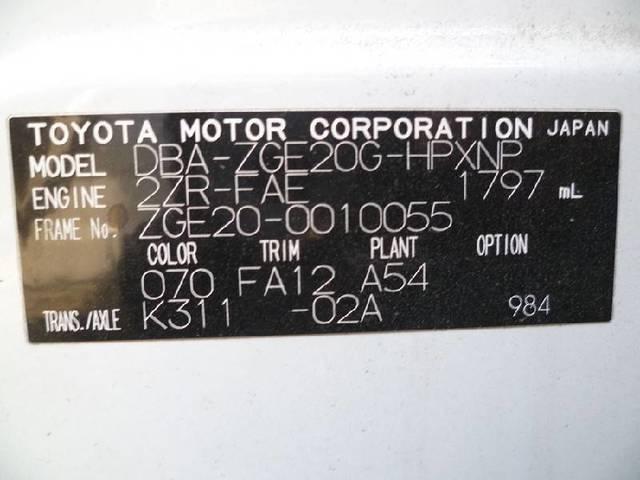 TOYOTA MOTOR CORPORATION JAPAN
MODEL DBA-ZGE20G-HPXNP
ENGINE 2ZR-FAE 1797 mL
FRAME No. ZGE20-0010055
COLOR TRIM PLANT OPTION
070 FA12 A54
TRANS./AXLE K311 -02A 984